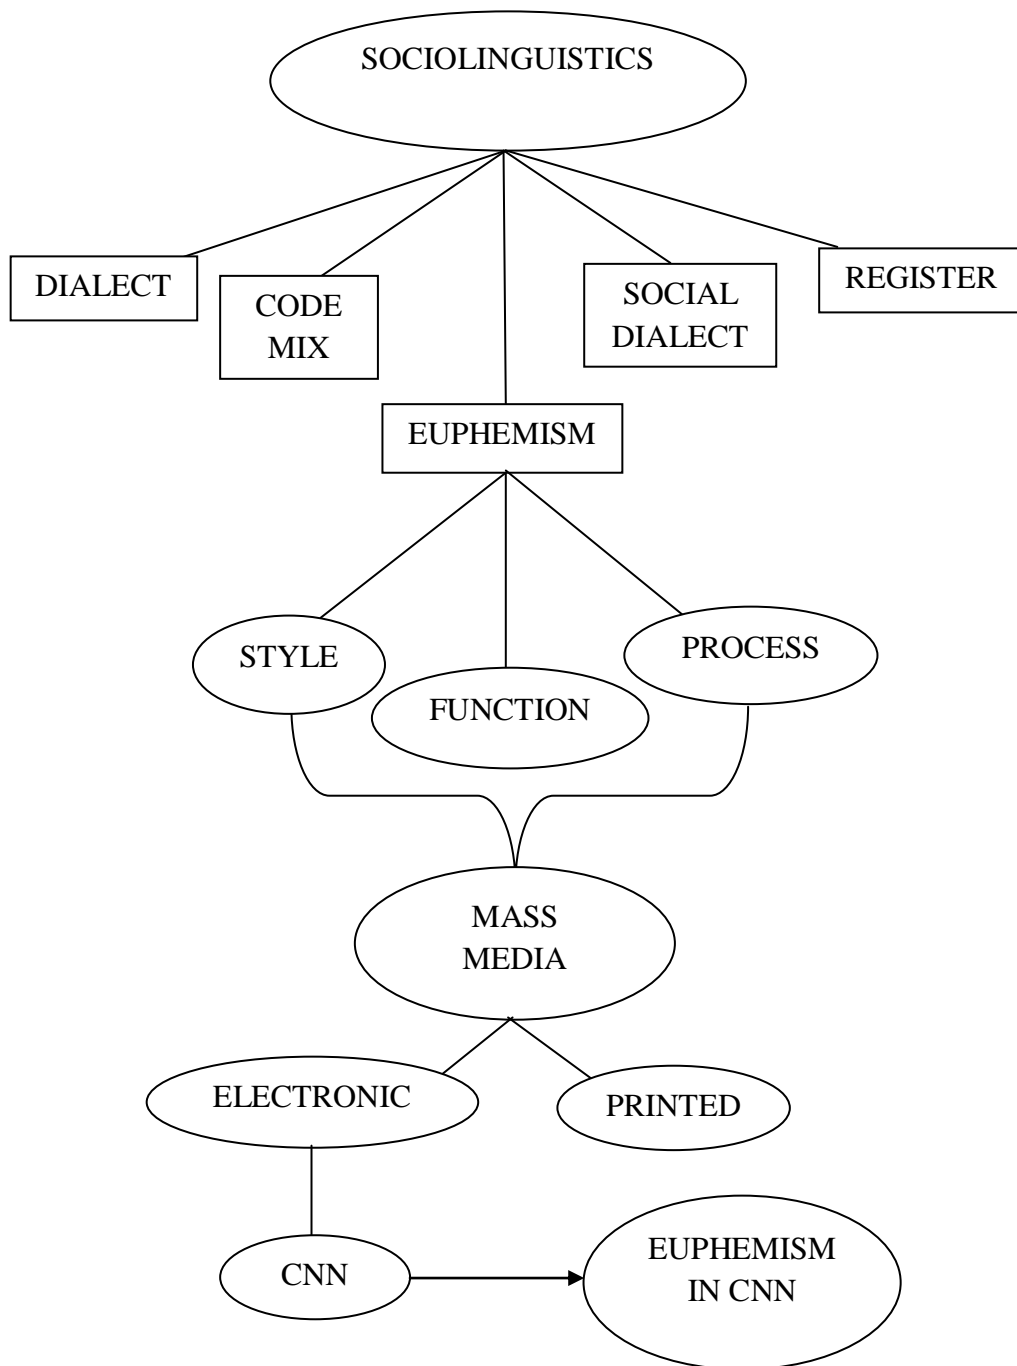 SOCIOLINGUISTICS
DIALECT
CODE
MIX
SOCIAL
DIALECT
REGISTER
EUPHEMISM
STYLE
FUNCTION
PROCESS
MASS
MEDIA
ELECTRONIC
PRINTED
CNN
EUPHEMISM
IN CNN